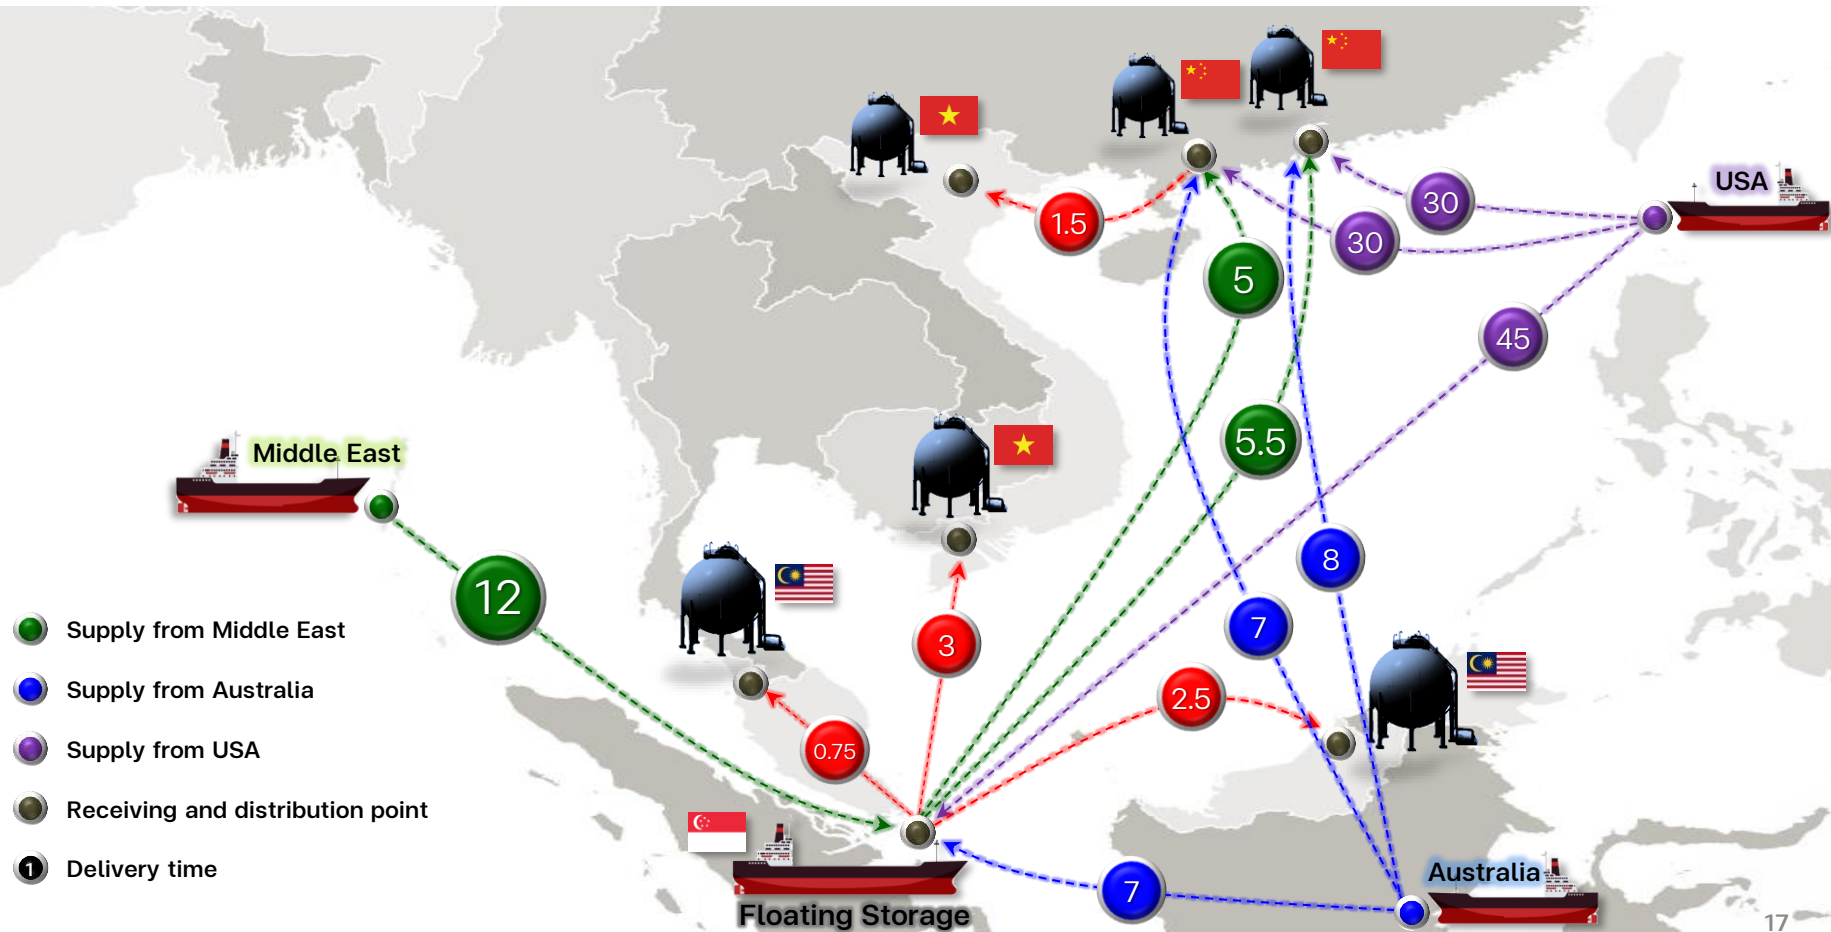 USA
30
30
1.5
5
45
5.5
Middle East
8
12
7
Supply from Middle East
3
Supply from Australia
2.5
Supply from USA
0.75
Receiving and distribution point
1 Delivery time
Australia
7
Floating Storage
17